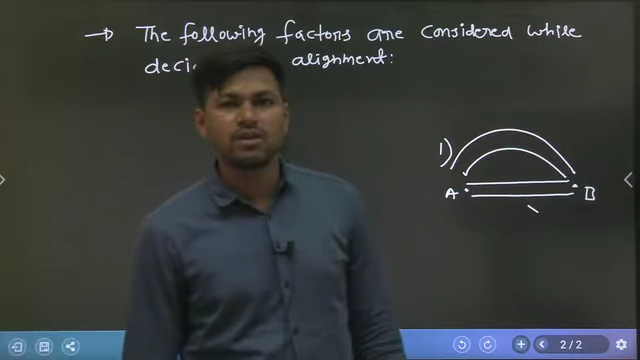 → The following factors are considered while
alignment:
1)
A B
2/2